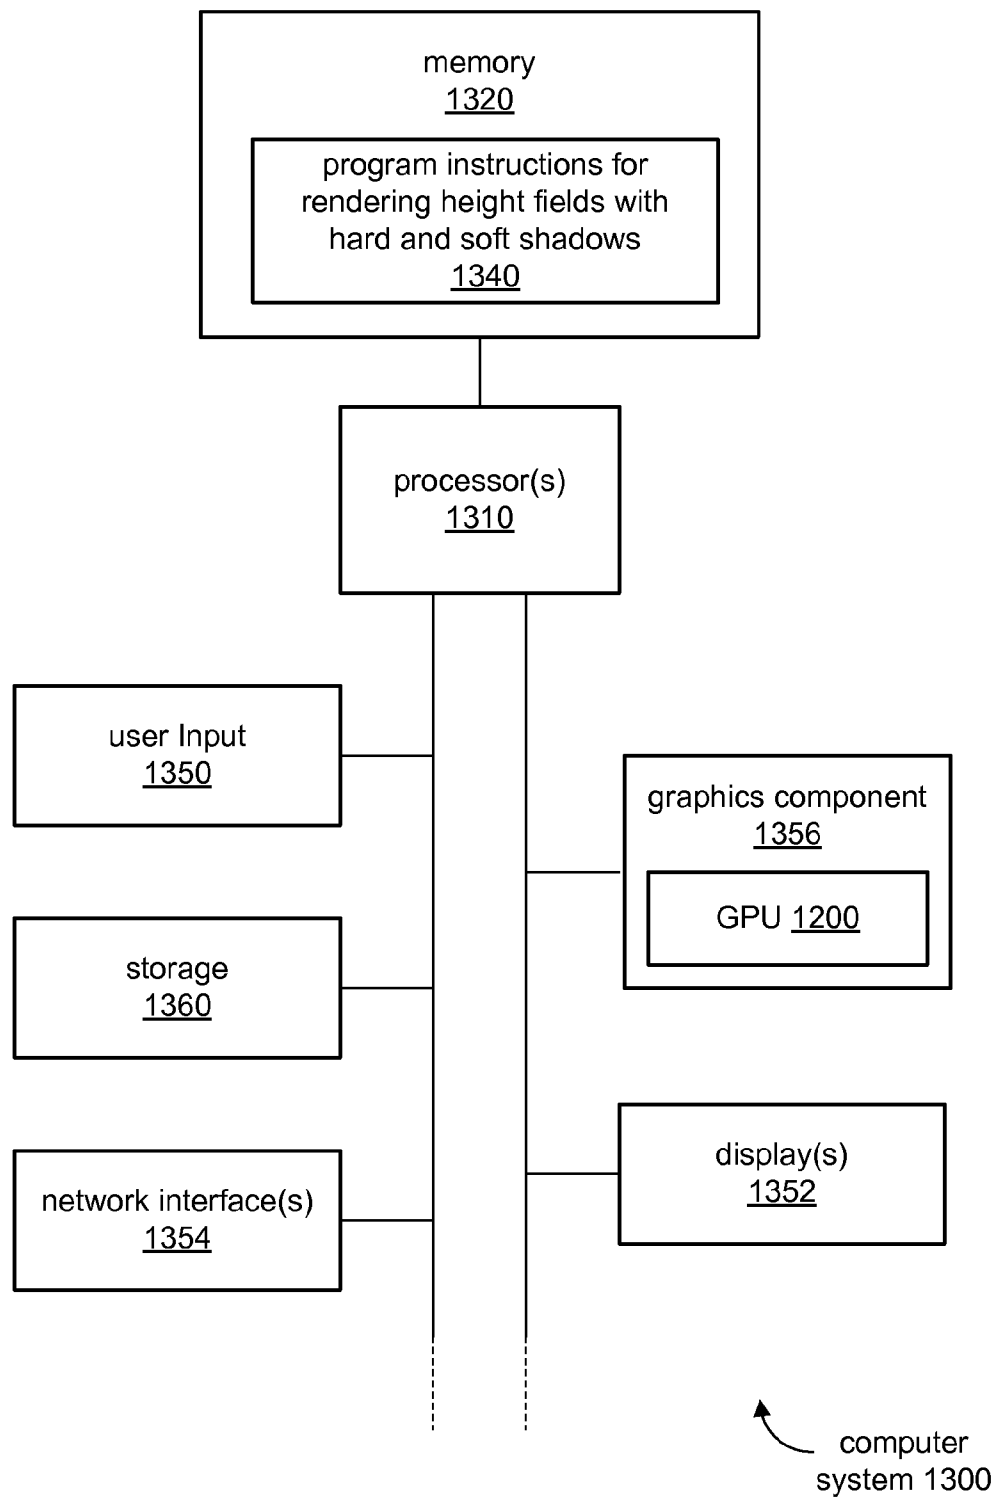 memory
1320
program instructions for
rendering height fields with
hard and soft shadows
1340
processor(s)
1310
user Input
1350
graphics component
1356
GPU 1200
storage
1360
display(s)
1352
network interface(s)
1354
computer
system 1300